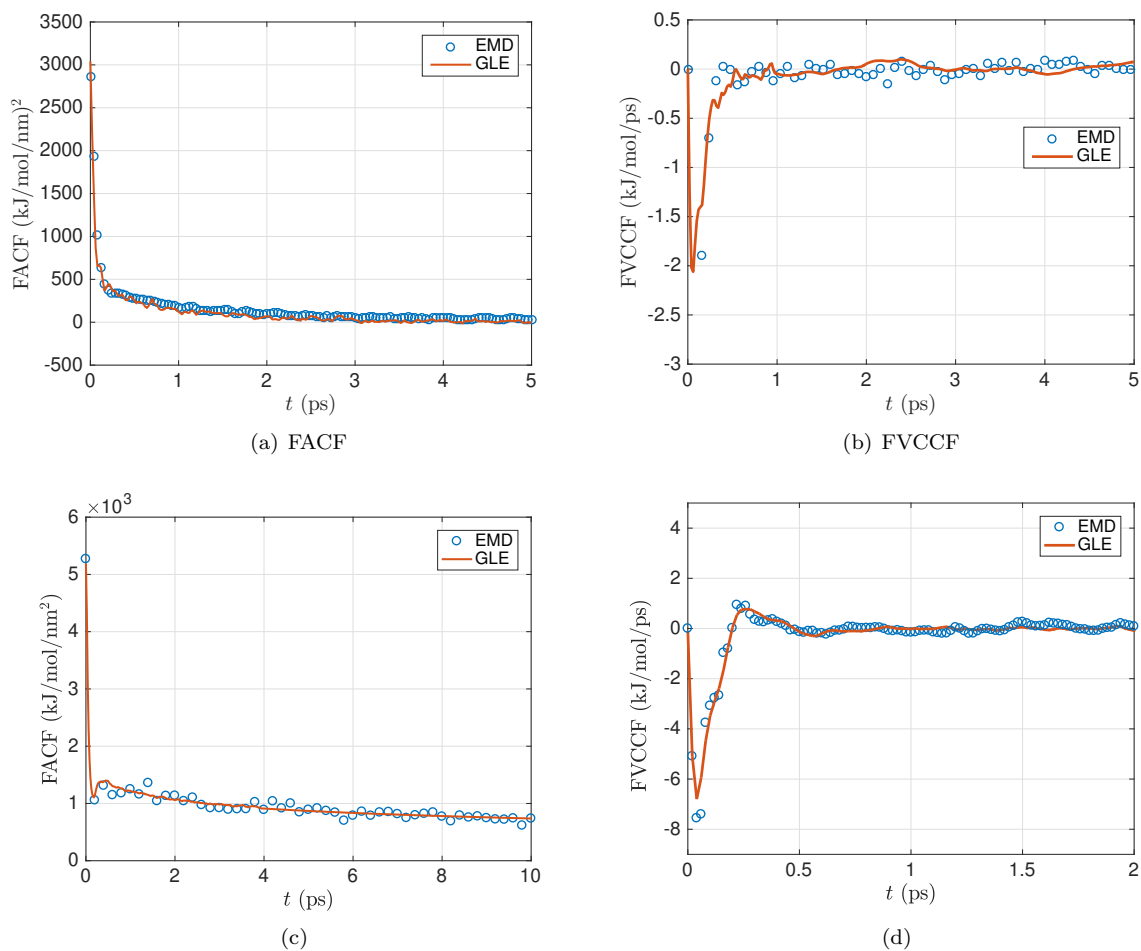 3500
3000
2500
2000
1500
1000
500
0
-500
0 1 2 3 4 5
FACF (kJ/mol/nm)²
t (ps)
EMD
GLE
(a) FACF
0.5
0
-0.5
-1
-1.5
-2
-2.5
-3
0 1 2 3 4 5
FVCCF (kJ/mol/ps)
t (ps)
EMD
GLE
(b) FVCCF
×10³
6
5
4
3
2
1
0
0 2 4 6 8 10
FACF (kJ/mol/nm²)
t (ps)
EMD
GLE
(c)
4
2
0
-2
-4
-6
-8
0 0.5 1 1.5 2
FVCCF (kJ/mol/ps)
t (ps)
EMD
GLE
(d)